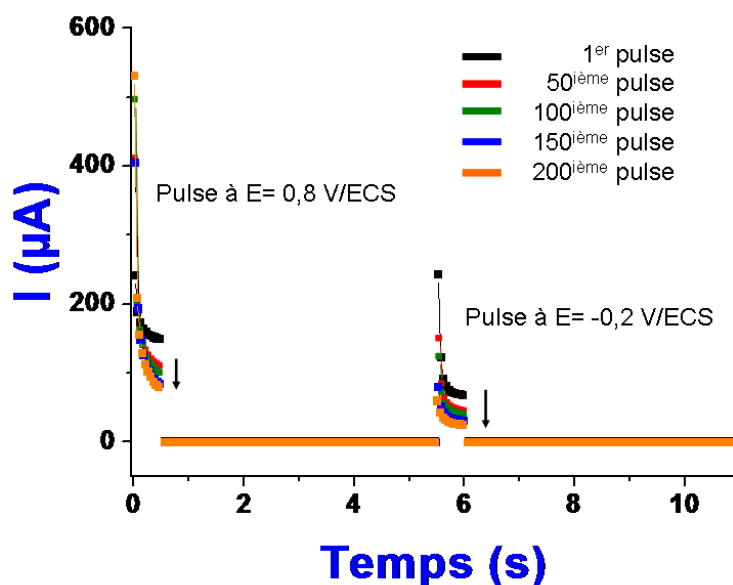 600
400
200
0
I (µA)
1er pulse
50ième pulse
100ième pulse
150ième pulse
200ième pulse
Pulse à E= 0,8 V/ECS
Pulse à E= -0,2 V/ECS
0 2 4 6 8 10
Temps (s)